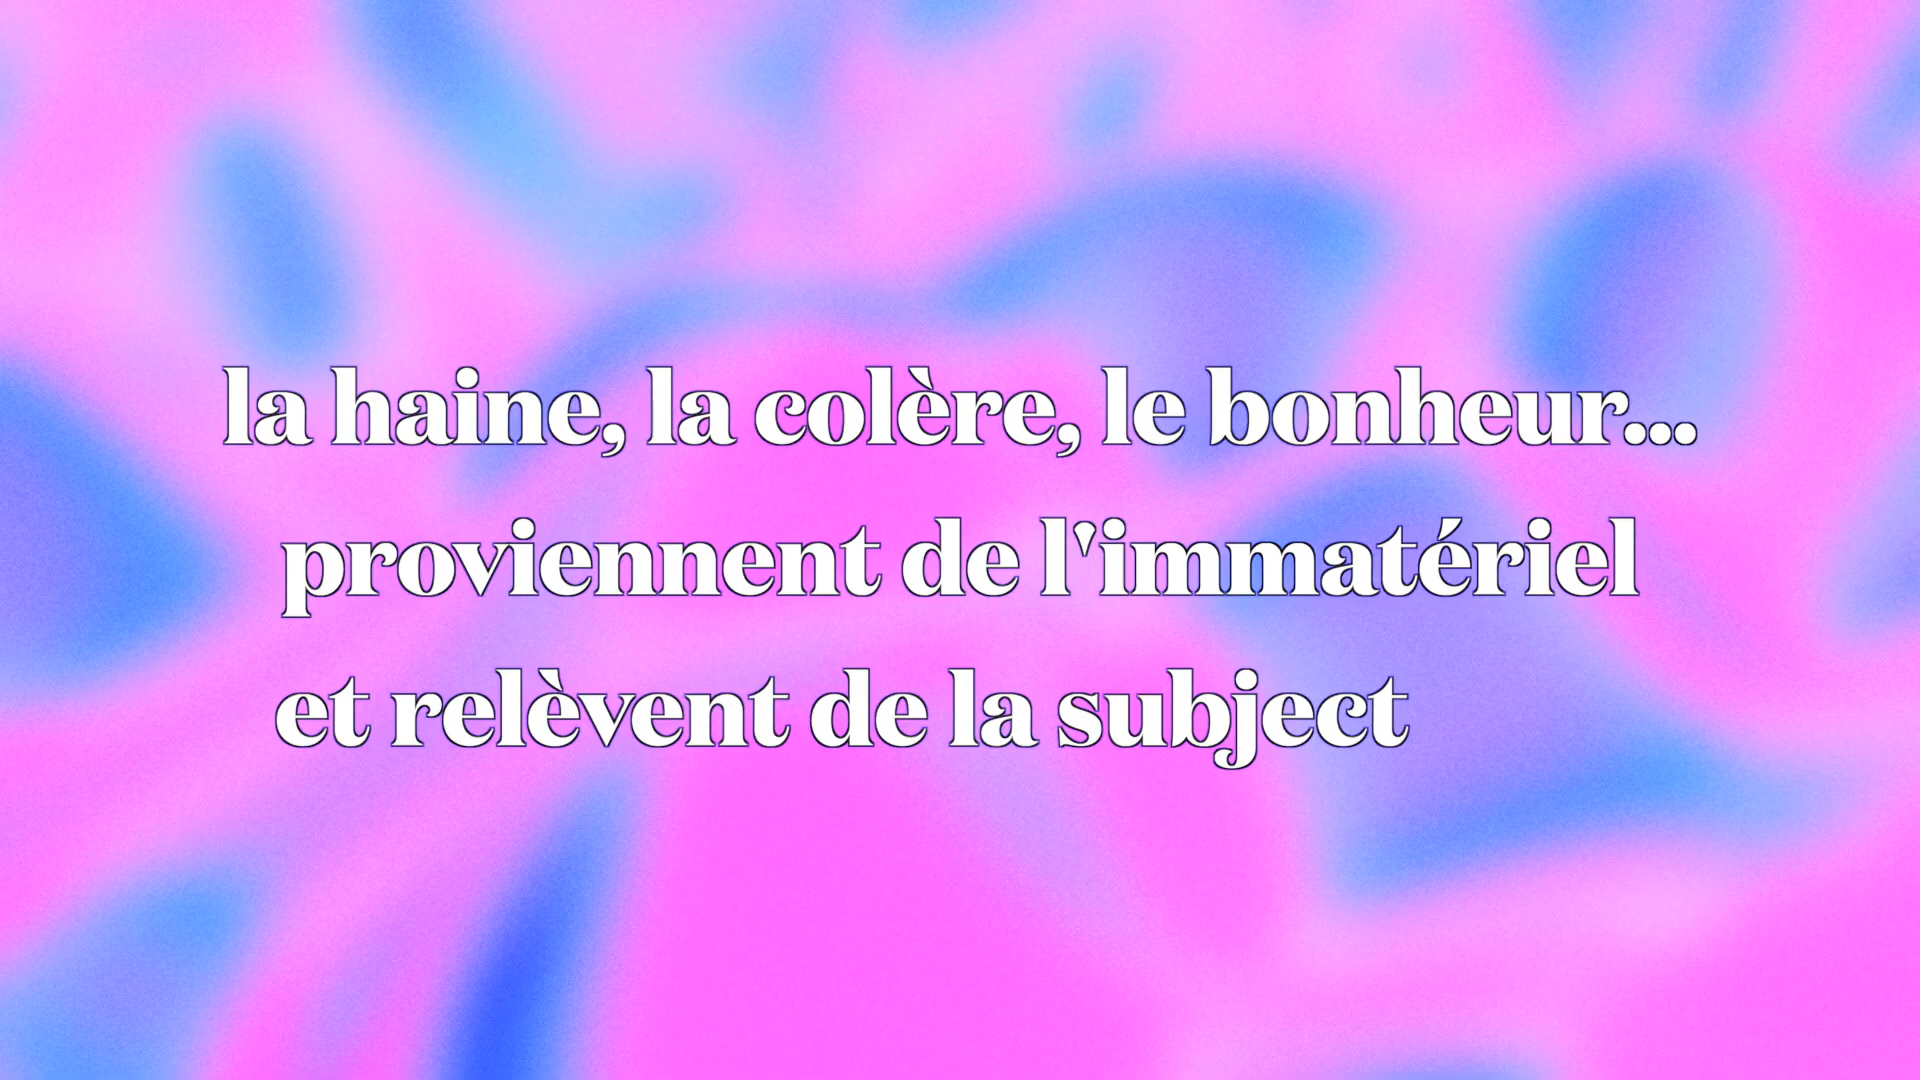 la haine, la colère, le bonheur...
proviennent de l'immatériel
et relèvent de la subject